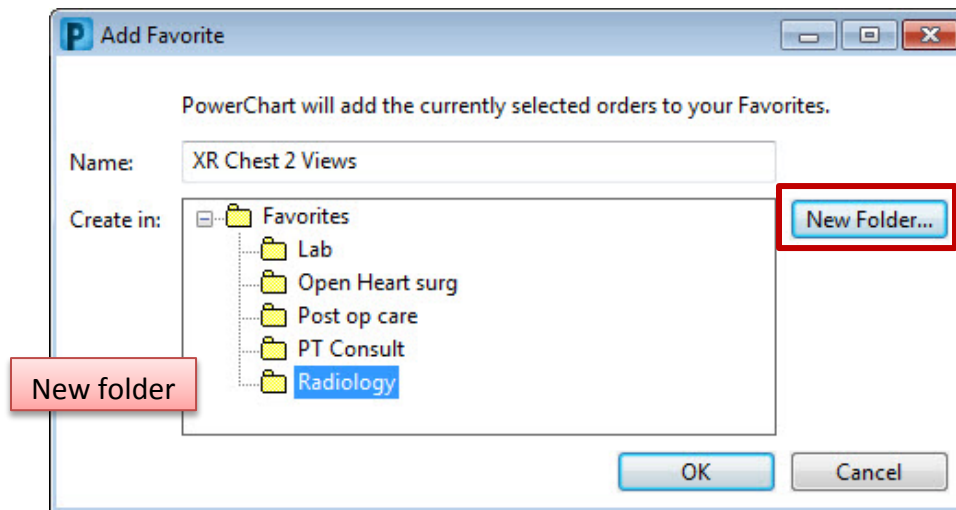 P Add Favorite
PowerChart will add the currently selected orders to your Favorites.
Name: XR Chest 2 Views
Create in: Favorites
New Folder...
Lab
Open Heart surg
Post op care
PT Consult
Radiology
New folder
OK Cancel